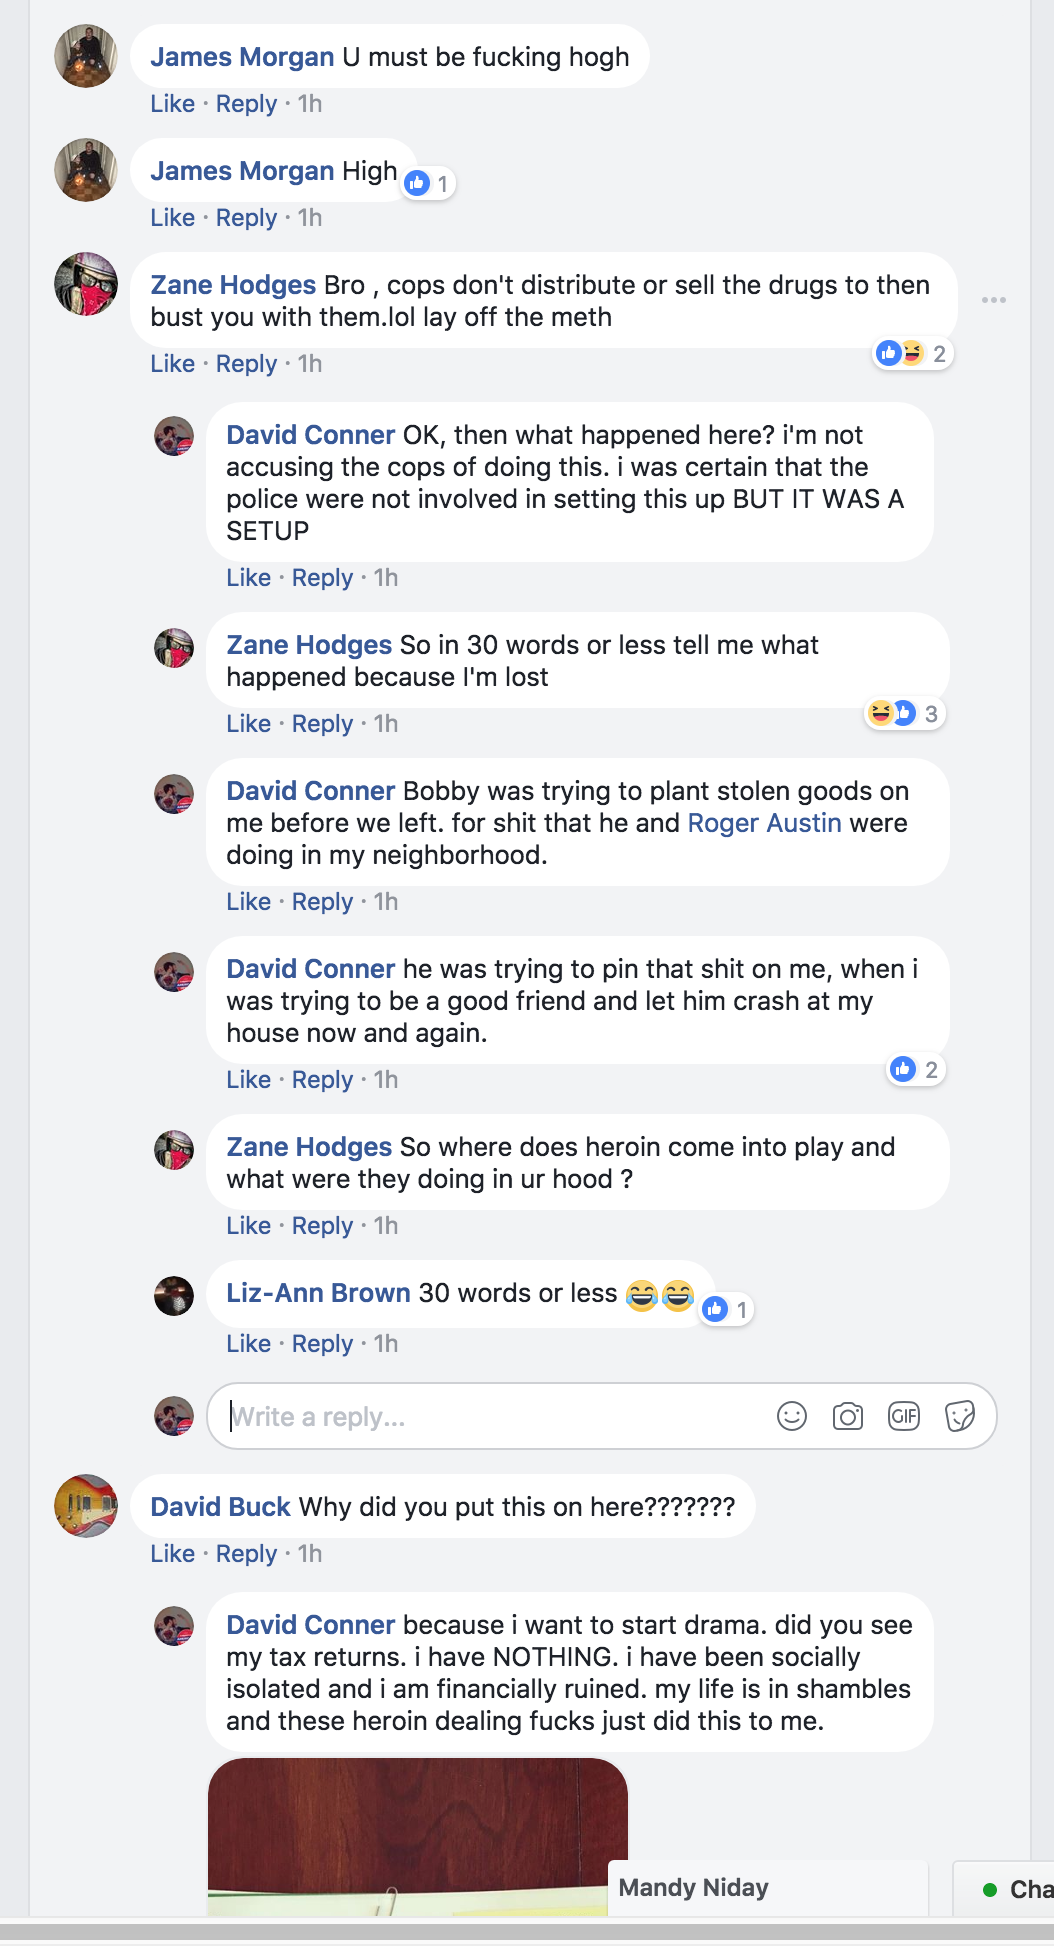 James Morgan U must be fucking hogh
Like · Reply · 1h
James Morgan High
1
Like · Reply · 1h
Zane Hodges Bro , cops don't distribute or sell the drugs to then
bust you with them.lol lay off the meth
2
Like · Reply · 1h
David Conner OK, then what happened here? i'm not
accusing the cops of doing this. i was certain that the
police were not involved in setting this up BUT IT WAS A
SETUP
Like · Reply · 1h
Zane Hodges So in 30 words or less tell me what
happened because I'm lost
3
Like · Reply · 1h
David Conner Bobby was trying to plant stolen goods on
me before we left. for shit that he and Roger Austin were
doing in my neighborhood.
Like · Reply · 1h
David Conner he was trying to pin that shit on me, when i
was trying to be a good friend and let him crash at my
house now and again.
2
Like · Reply · 1h
Zane Hodges So where does heroin come into play and
what were they doing in ur hood ?
Like · Reply · 1h
Liz-Ann Brown 30 words or less 😂😂
1
Like · Reply · 1h
Write a reply...
GIF
David Buck Why did you put this on here???????
Like · Reply · 1h
David Conner because i want to start drama. did you see
my tax returns. i have NOTHING. i have been socially
isolated and i am financially ruined. my life is in shambles
and these heroin dealing fucks just did this to me.
Mandy Niday
Cha